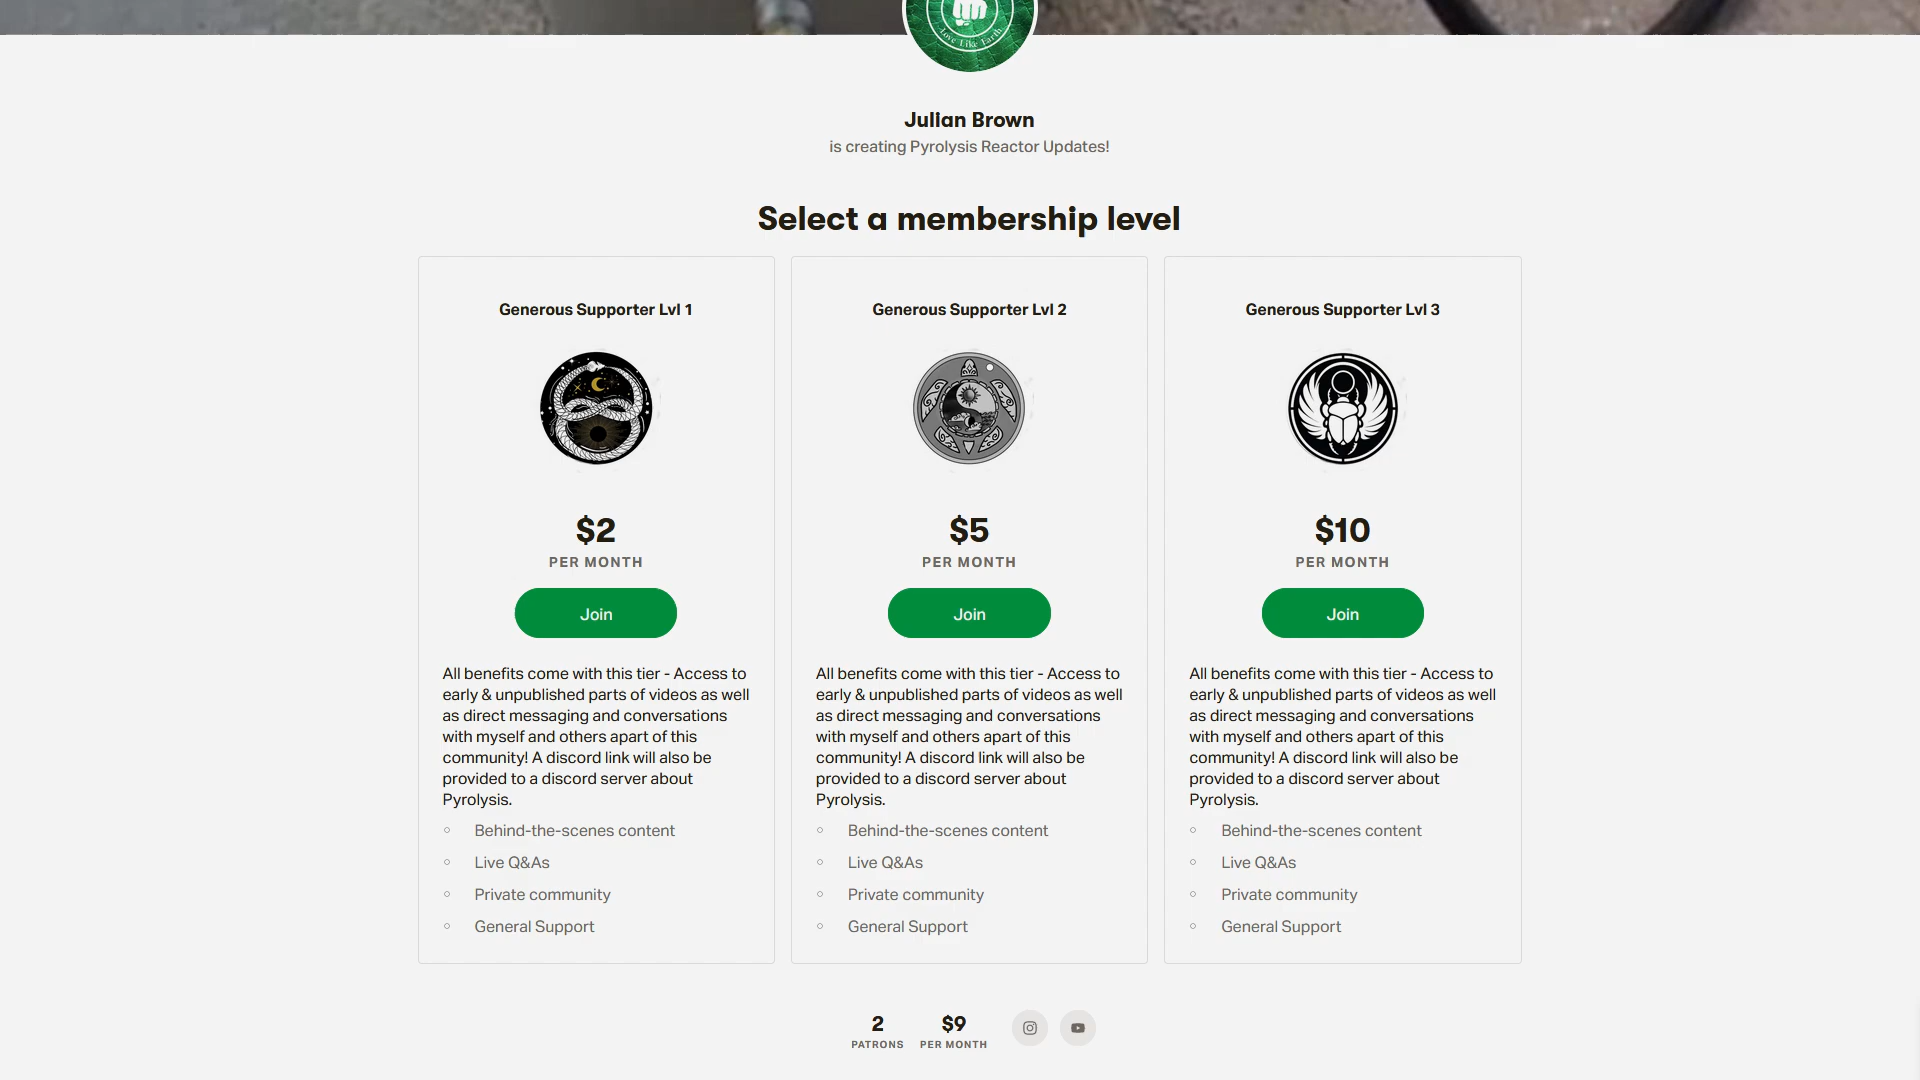 Love Like Earth
Julian Brown
is creating Pyrolysis Reactor Updates!
Select a membership level
Generous Supporter Lvl 1
$2
PER MONTH
Join
All benefits come with this tier - Access to
early & unpublished parts of videos as well
as direct messaging and conversations
with myself and others apart of this
community! A discord link will also be
provided to a discord server about
Pyrolysis.
Behind-the-scenes content
Live Q&As
Private community
General Support
Generous Supporter Lvl 2
$5
PER MONTH
Join
All benefits come with this tier - Access to
early & unpublished parts of videos as well
as direct messaging and conversations
with myself and others apart of this
community! A discord link will also be
provided to a discord server about
Pyrolysis.
Behind-the-scenes content
Live Q&As
Private community
General Support
Generous Supporter Lvl 3
$10
PER MONTH
Join
All benefits come with this tier - Access to
early & unpublished parts of videos as well
as direct messaging and conversations
with myself and others apart of this
community! A discord link will also be
provided to a discord server about
Pyrolysis.
Behind-the-scenes content
Live Q&As
Private community
General Support
2
PATRONS
$9
PER MONTH